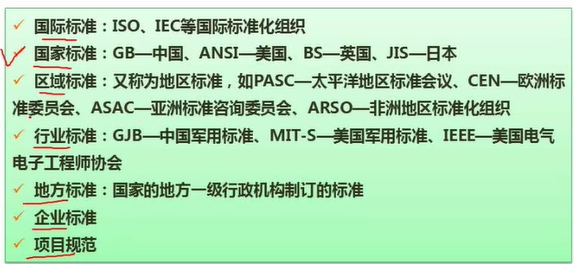 国际标准：ISO、IEC等国际标准化组织
国家标准：GB—中国、ANSI—美国、BS—英国、JIS—日本
区域标准：又称为地区标准，如PASC—太平洋地区标准会议、CEN—欧洲标
准委员会、ASAC—亚洲标准咨询委员会、ARSO—非洲地区标准化组织
行业标准：GJB—中国军用标准、MIT-S—美国军用标准、IEEE—美国电气
电子工程师协会
地方标准：国家的地方一级行政机构制订的标准
企业标准
项目规范